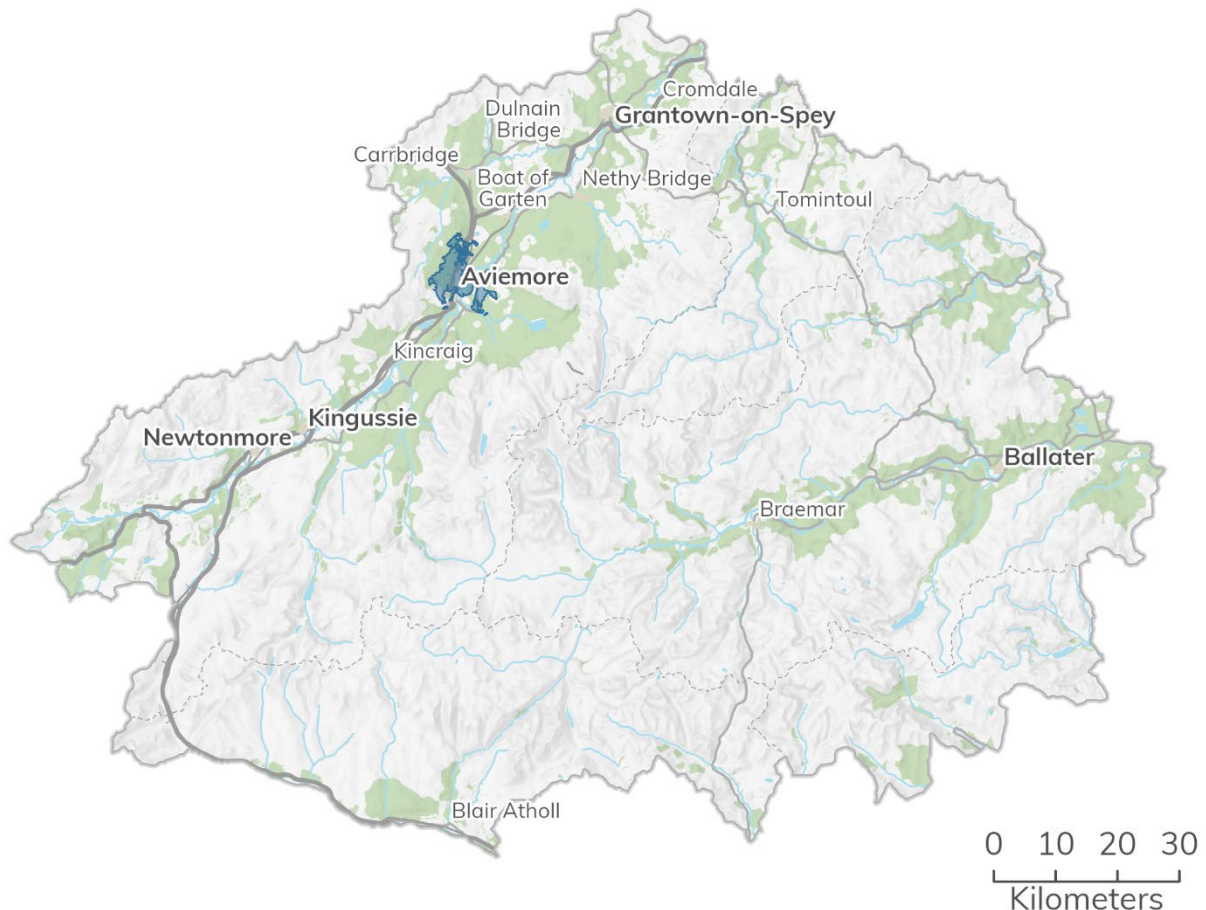 Cromdale
Grantown-on-Spey
Dulnain
Bridge
Carrbridge
Boat of
Garten
Nethy Bridge
Tomintoul
Aviemore
Kincraig
Kingussie
Newtonmore
Ballater
Braemar
Blair Atholl
0 10 20 30
Kilometers